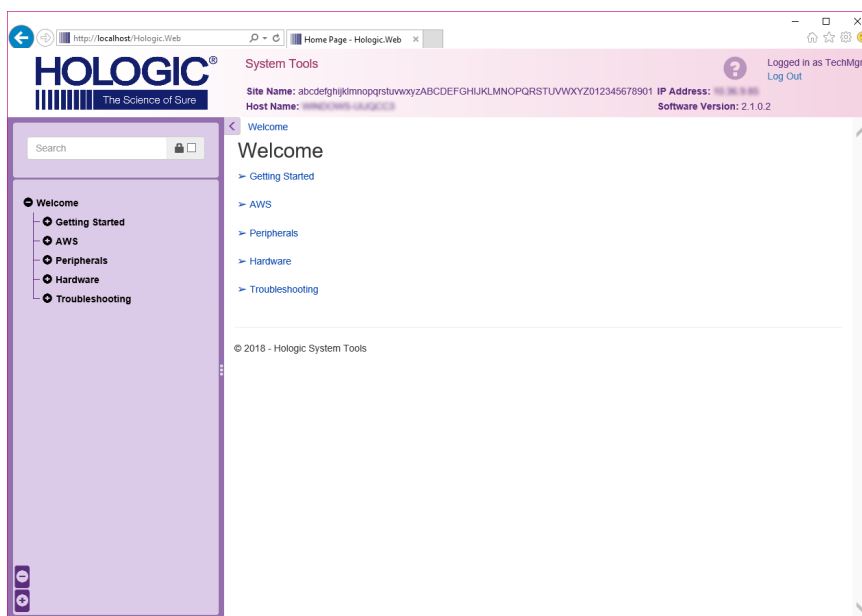 http://localhost/Hologic.Web
Home Page - Hologic.Web
HOLOGIC®
The Science of Sure
System Tools
Logged in as TechMgr
Log Out
Site Name: abcdefghijklmnopqrstuvwxyzABCDEFGHIJKLMNOPQRSTUVWXYZ012345678901 IP Address:
Host Name:
Software Version: 2.1.0.2
Search
Welcome
Getting Started
AWS
Peripherals
Hardware
Troubleshooting
Welcome
Welcome
➢ Getting Started
➢ AWS
➢ Peripherals
➢ Hardware
➢ Troubleshooting
© 2018 - Hologic System Tools